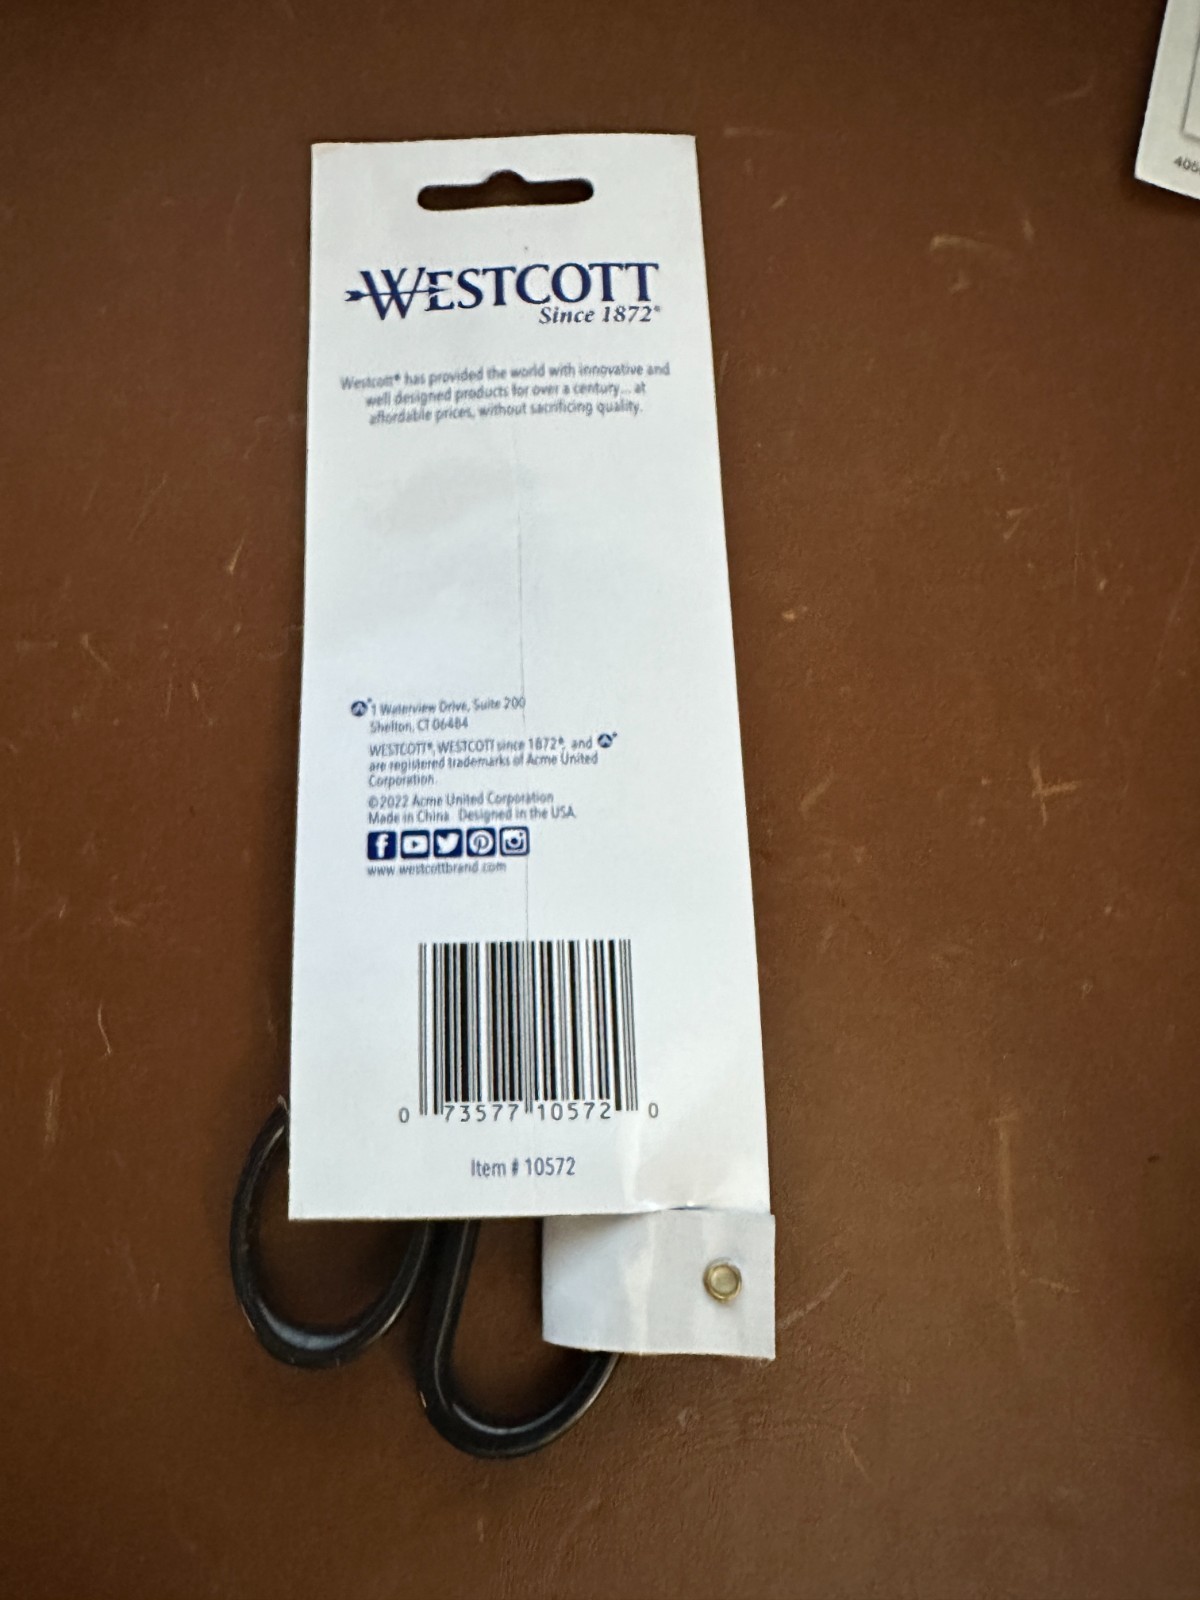 WESTCOTT
Since 1872®
Westcott® has provided the world with innovative and
well designed products for over a century... at
affordable prices, without sacrificing quality.
1 Waterview Drive, Suite 200
Shelton, CT 06484
WESTCOTT®, WESTCOTT since 1872®, and
are registered trademarks of Acme United
Corporation.
©2022 Acme United Corporation
Made in China Designed in the USA.
www.westcottbrand.com
0 73577 10572 0
Item # 10572